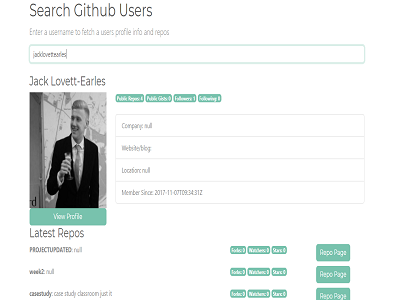 Search Github Users
Enter a username to fetch a users profile info and repos
jacklovettearles
Jack Lovett-Earles
Public Repos: 4 Public Gists: 0 Followers: 1 Following: 0
Company: null
Website/blog:
Location: null
Member Since: 2017-11-07T09:34:31Z
rd
View Profile
Latest Repos
PROJECTUPDATED: null Forks: 0 Watchers: 0 Stars: 0 Repo Page
week2: null Forks: 0 Watchers: 0 Stars: 0 Repo Page
casestudy: case study classroom just it Forks: 0 Watchers: 0 Stars: 0 Repo Page